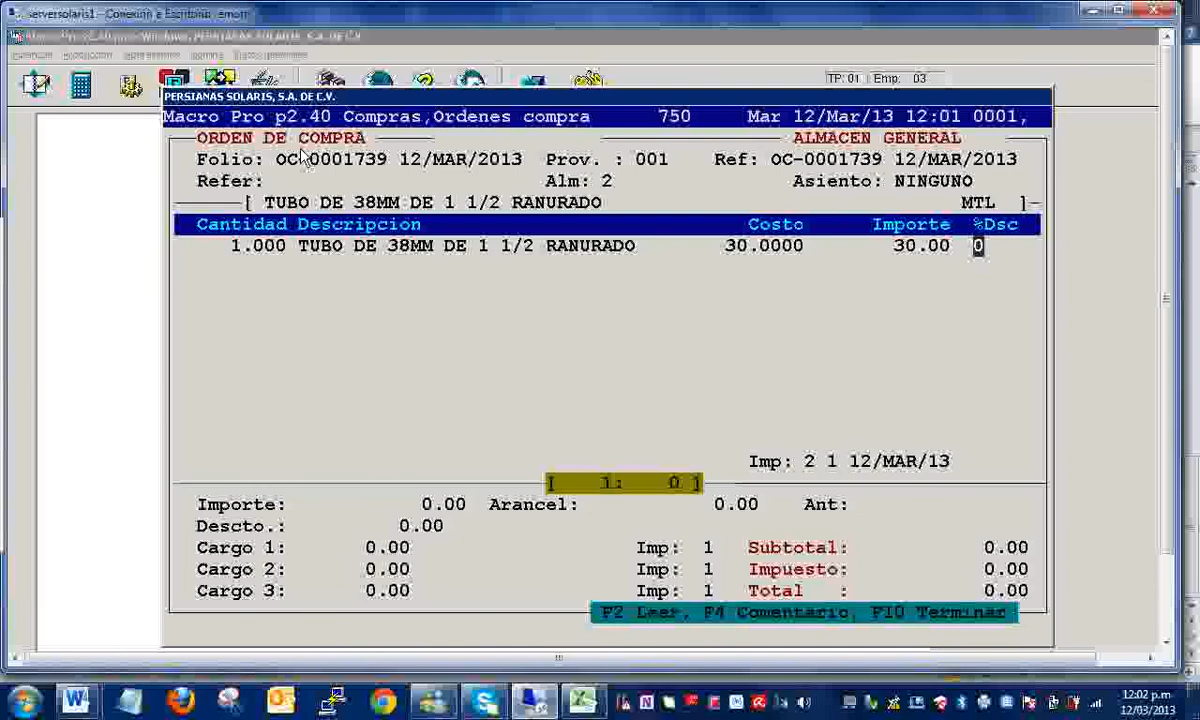 serversolaris1 - Conexión a Escritorio remoto
TP: 01 Emp: 03
PERSIANAS SOLARIS, S.A. DE C.V.
Macro Pro p2.40 Compras,Ordenes compra 750 Mar 12/Mar/13 12:01 0001,
ORDEN DE COMPRA ALMACEN GENERAL
Folio: OC-0001739 12/MAR/2013 Prov. : 001 Ref: OC-0001739 12/MAR/2013
Refer: Alm: 2 Asiento: NINGUNO
[ TUBO DE 38MM DE 1 1/2 RANURADO MTL ]
Cantidad Descripcion Costo Importe %Dsc
1.000 TUBO DE 38MM DE 1 1/2 RANURADO 30.0000 30.00 0
Imp: 2 1 12/MAR/13
[ 1: 0 ]
Importe: 0.00 Arancel: 0.00 Ant:
Descto.: 0.00
Cargo 1: 0.00 Imp: 1 Subtotal: 0.00
Cargo 2: 0.00 Imp: 1 Impuesto: 0.00
Cargo 3: 0.00 Imp: 1 Total : 0.00
F2 Leer, F4 Comentario, F10 Terminar
12:02 p.m.
12/03/2013